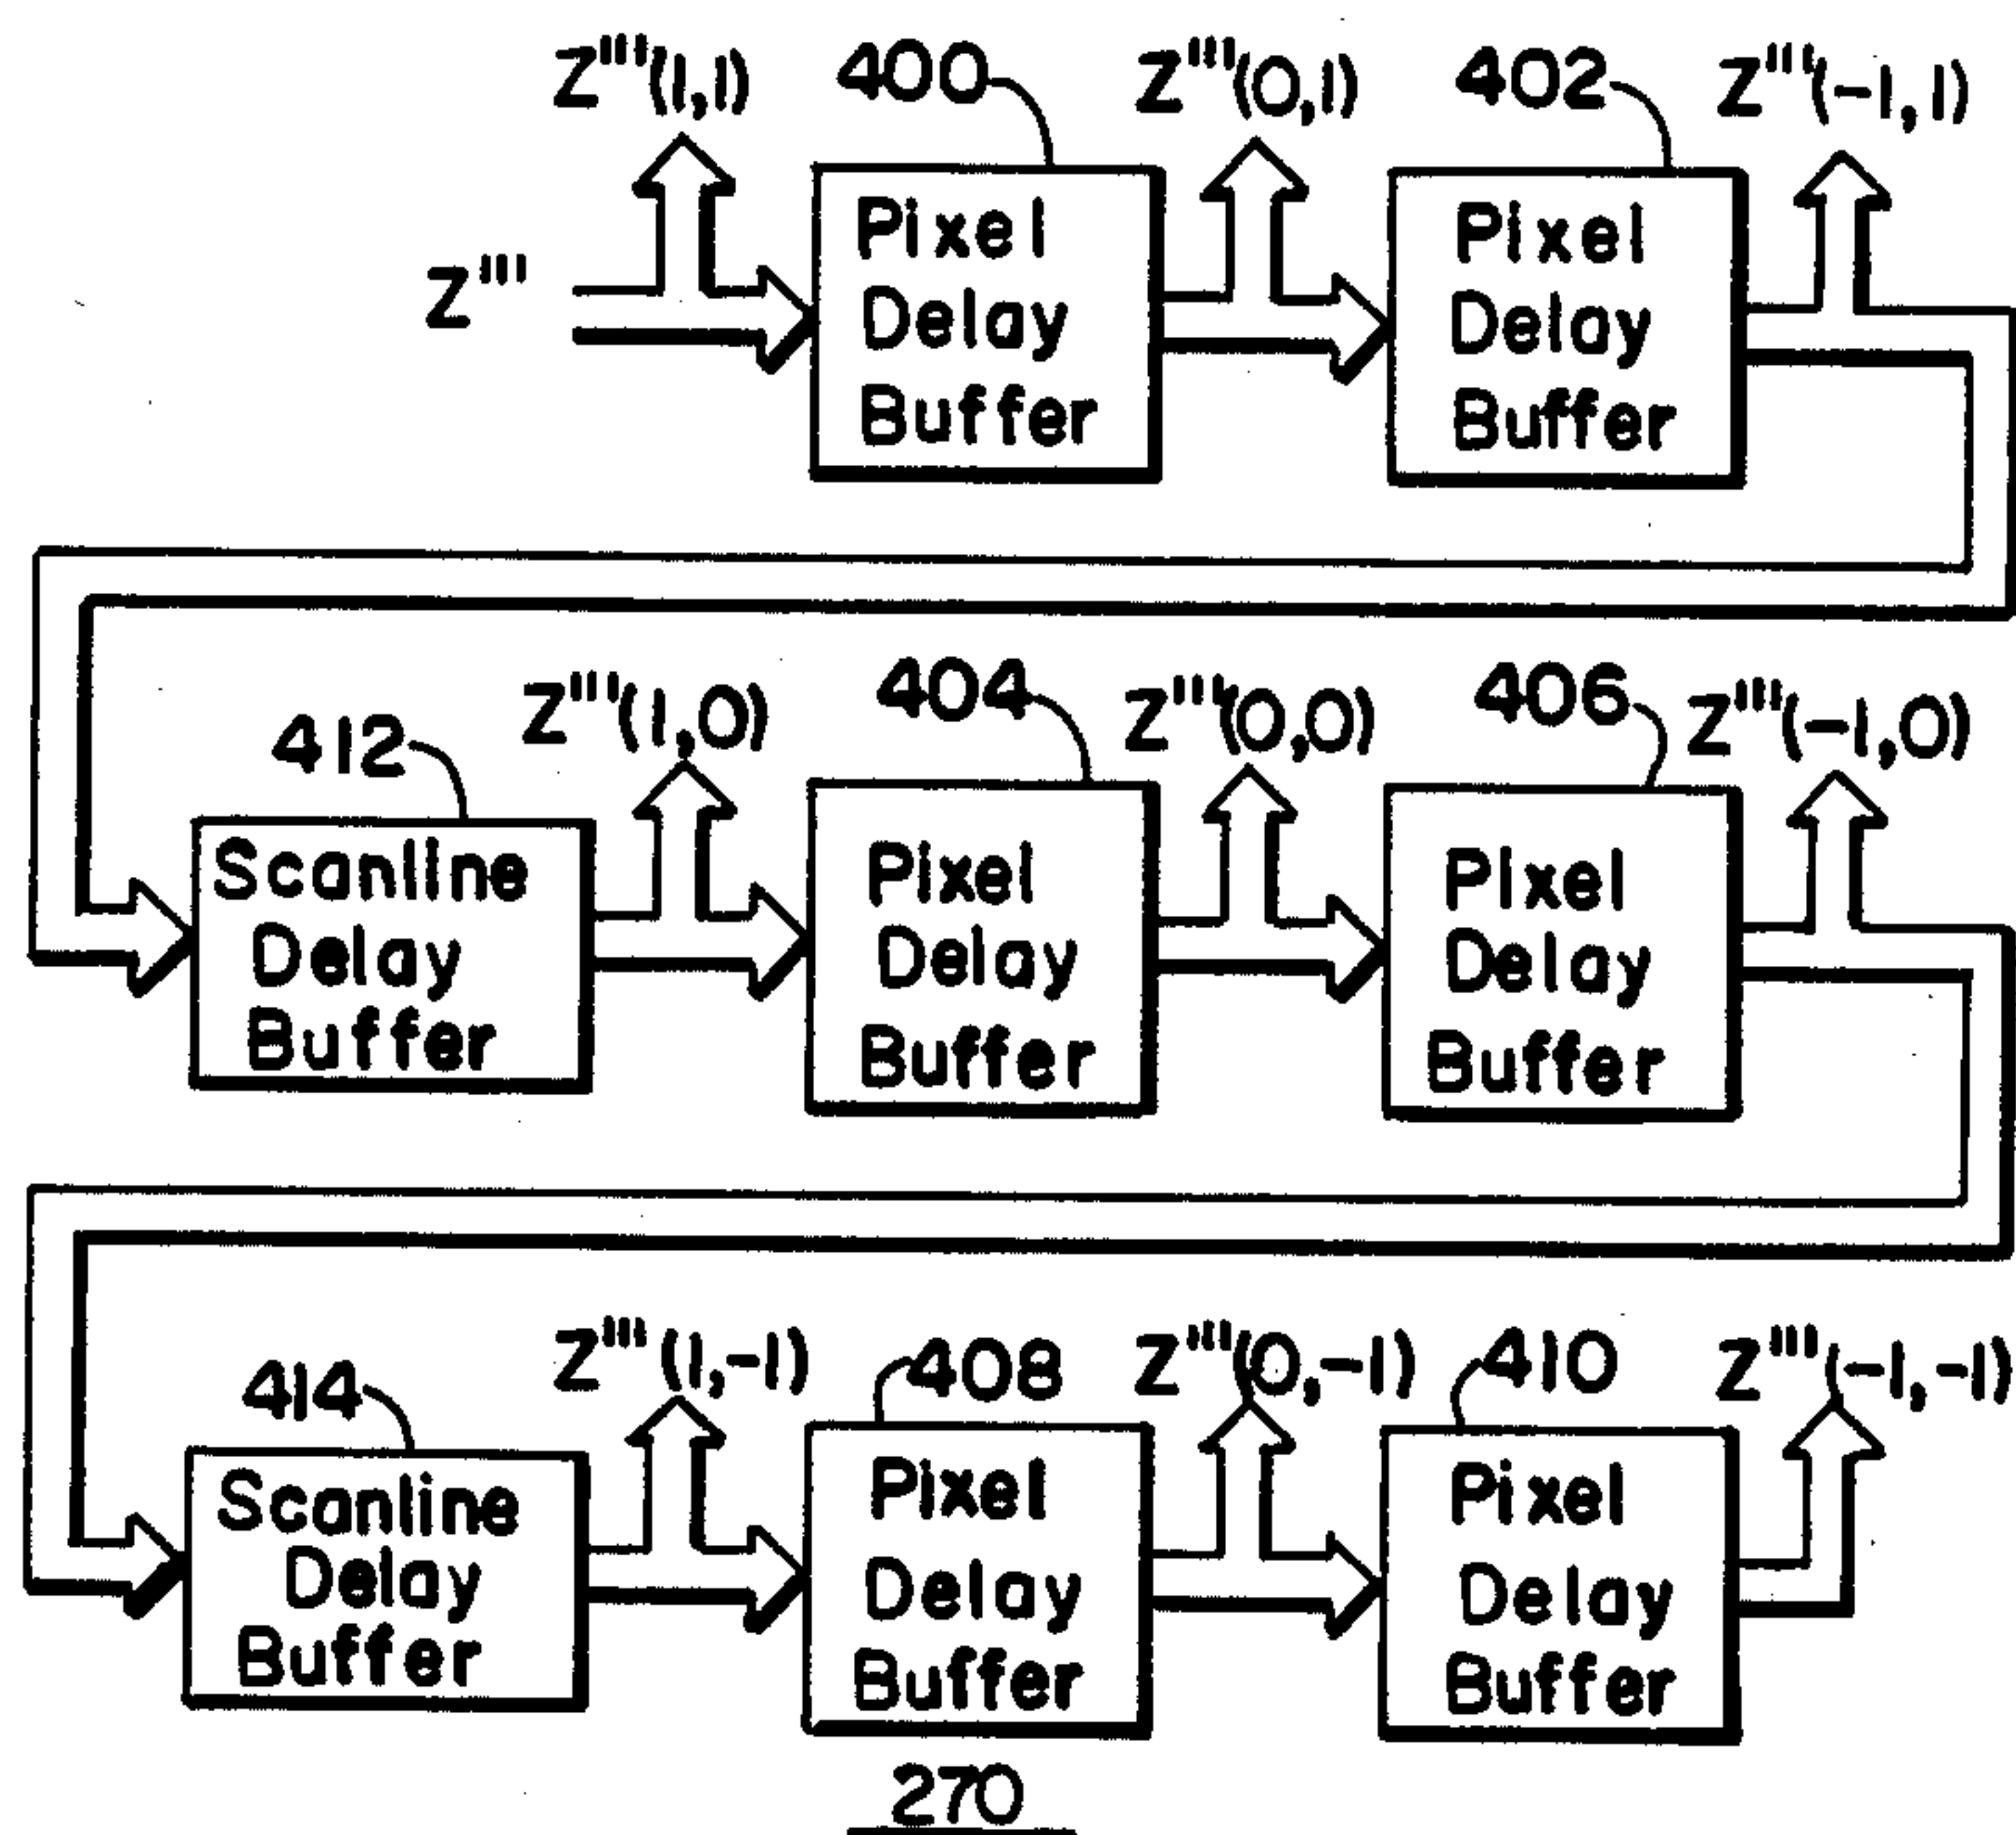 Z'''(1,1) 400 Z'''(0,1) 402 Z'''(-1,1)
Z'''
Pixel Delay Buffer
Pixel Delay Buffer
412 Z'''(1,0) 404 Z'''(0,0) 406 Z'''(-1,0)
Scanline Delay Buffer
Pixel Delay Buffer
Pixel Delay Buffer
414 Z'''(1,-1) 408 Z'''(0,-1) 410 Z'''(-1,-1)
Scanline Delay Buffer
Pixel Delay Buffer
Pixel Delay Buffer
270